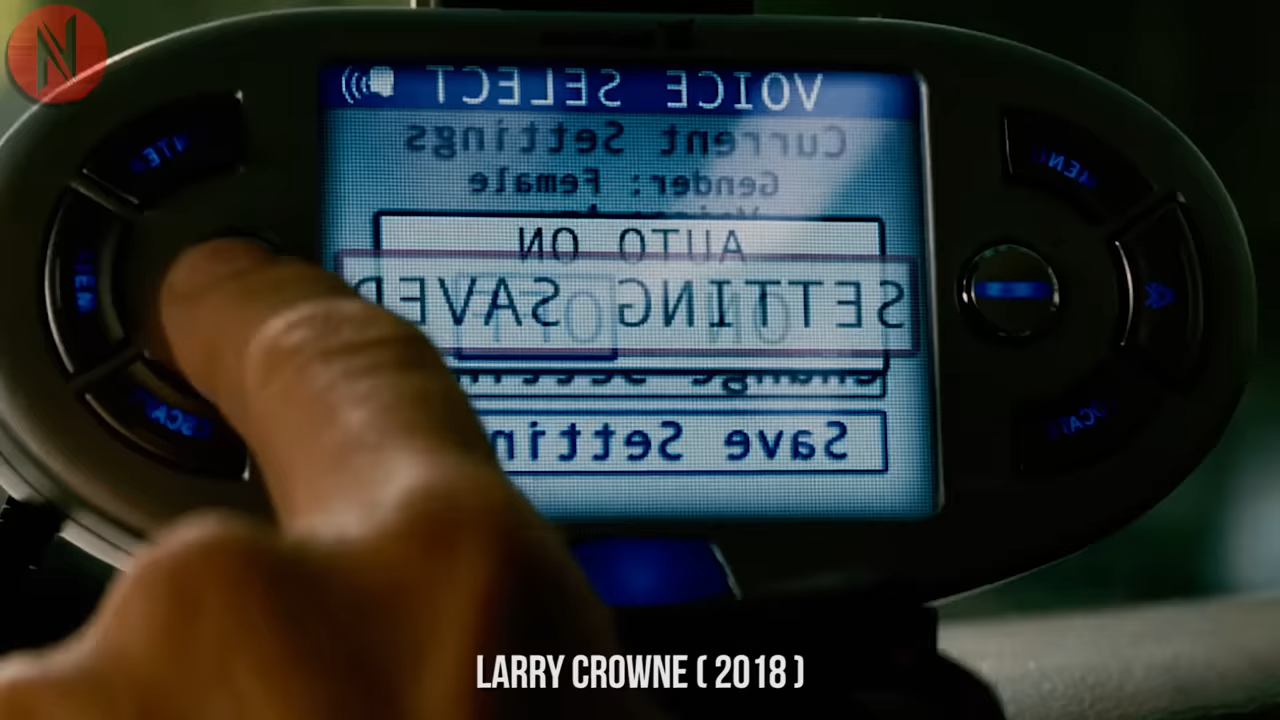 N
VOICE SELECT
Current Settings
Gender: Female
AUTO ON
SETTING SAVED
Save Settin
LARRY CROWNE ( 2018 )